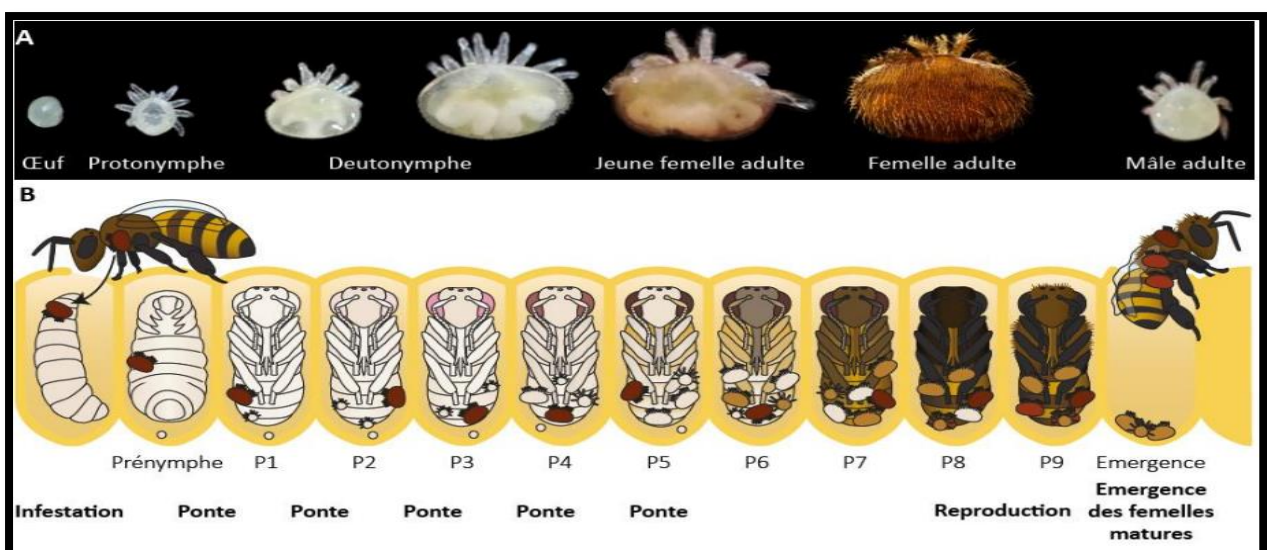 A
Œuf Protonymphe Deutonymphe Jeune femelle adulte Femelle adulte Mâle adulte
B
Prénymphe P1 P2 P3 P4 P5 P6 P7 P8 P9 Emergence
Infestation Ponte Ponte Ponte Ponte Ponte Reproduction Emergence
des femelles
matures